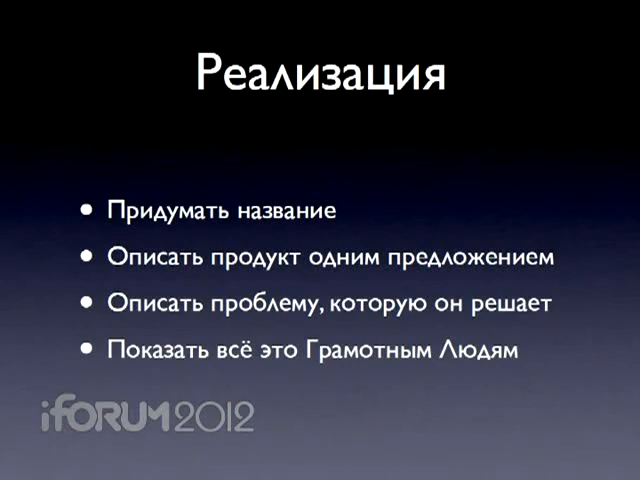 Реализация
Придумать название
Описать продукт одним предложением
Описать проблему, которую он решает
Показать всё это Грамотным Людям
iFORUM2012